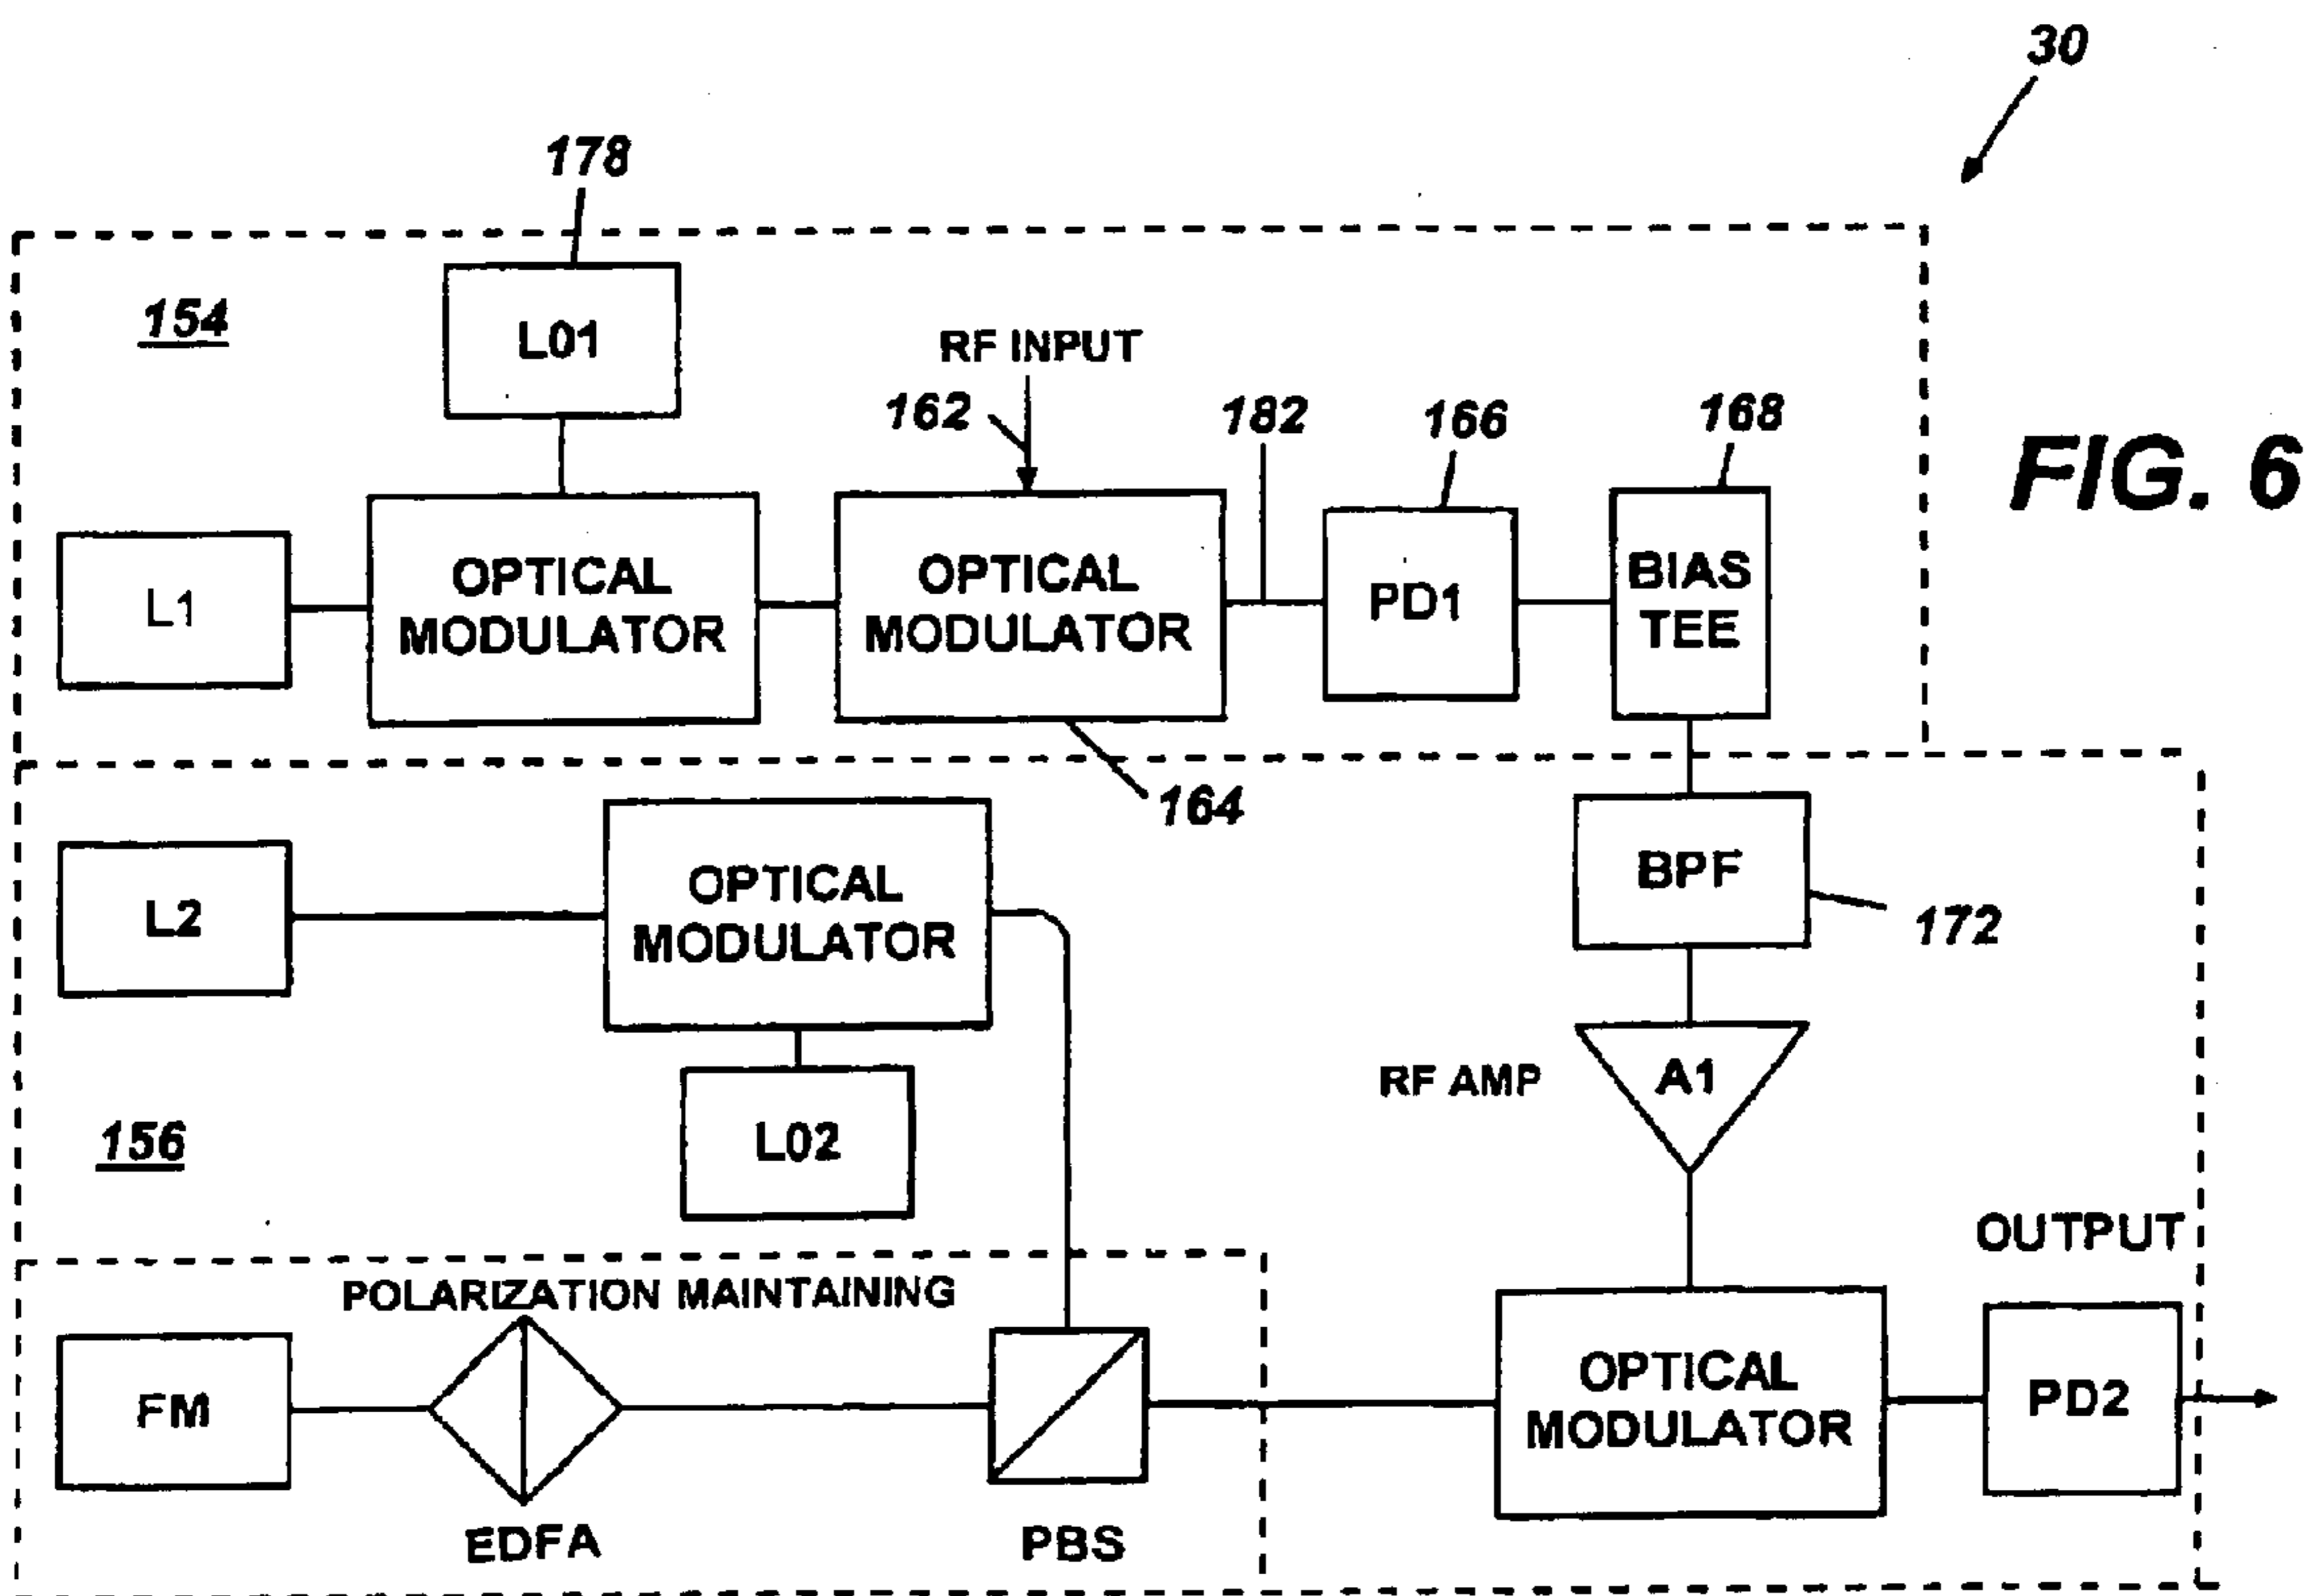 30
178
154
L01
RF INPUT
162
182
166
168
FIG. 6
L1
OPTICAL
MODULATOR
OPTICAL
MODULATOR
PD1
BIAS
TEE
164
L2
OPTICAL
MODULATOR
BPF
172
RF AMP
A1
L02
156
OUTPUT
POLARIZATION MAINTAINING
FM
OPTICAL
MODULATOR
PD2
EDFA
PBS